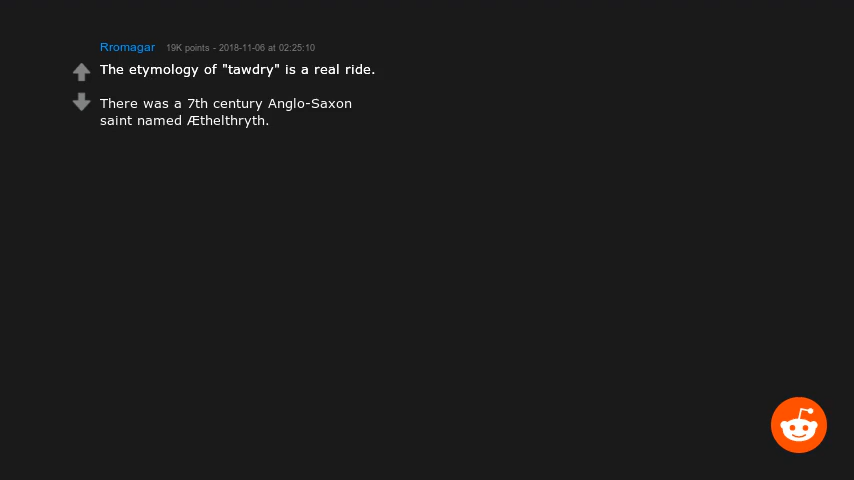 Rromagar 19K points - 2018-11-06 at 02:25:10
The etymology of "tawdry" is a real ride.
There was a 7th century Anglo-Saxon
saint named Æthelthryth.